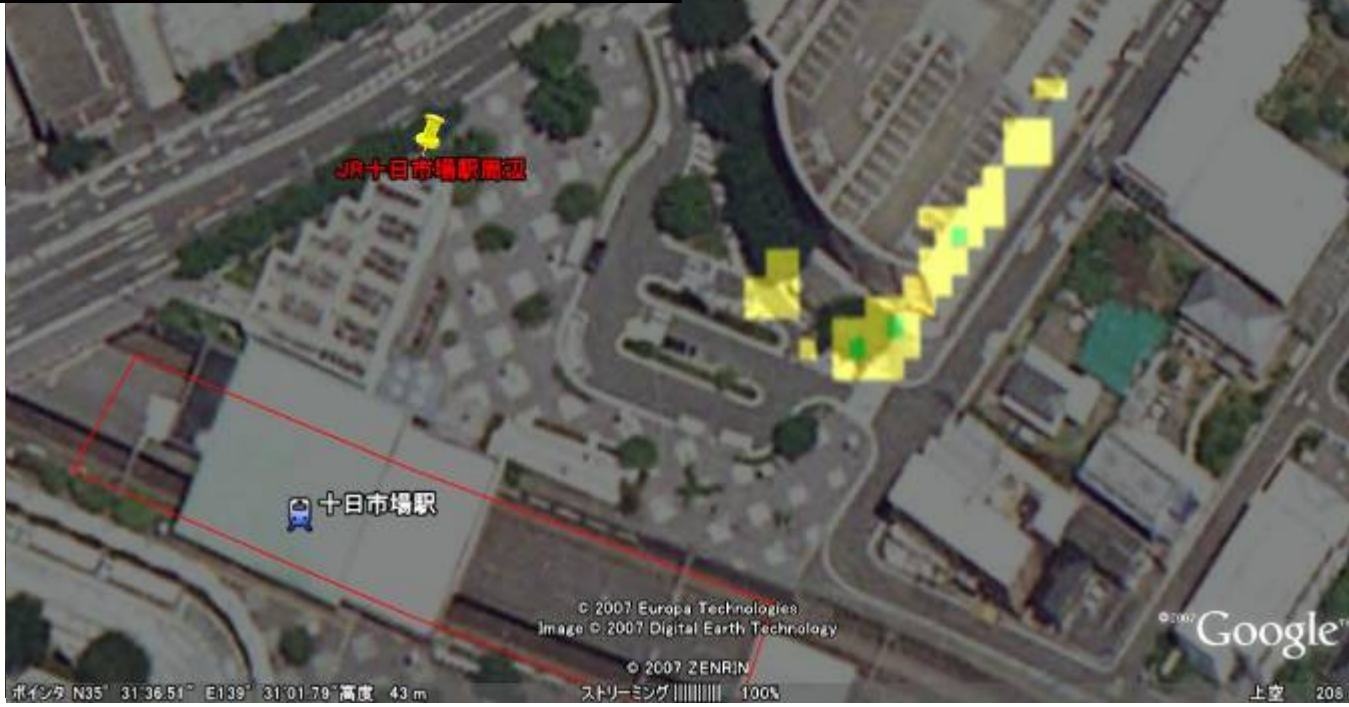 JR十日市場駅周辺
十日市場駅
© 2007 Europa Technologies
Image © 2007 Digital Earth Technology
© 2007 ZENRIN
©2007 Google™
ポインタ N35° 31'36.51" E139° 31'01.79" 高度 43 m ストリーミング |||||||||| 100% 上空 208